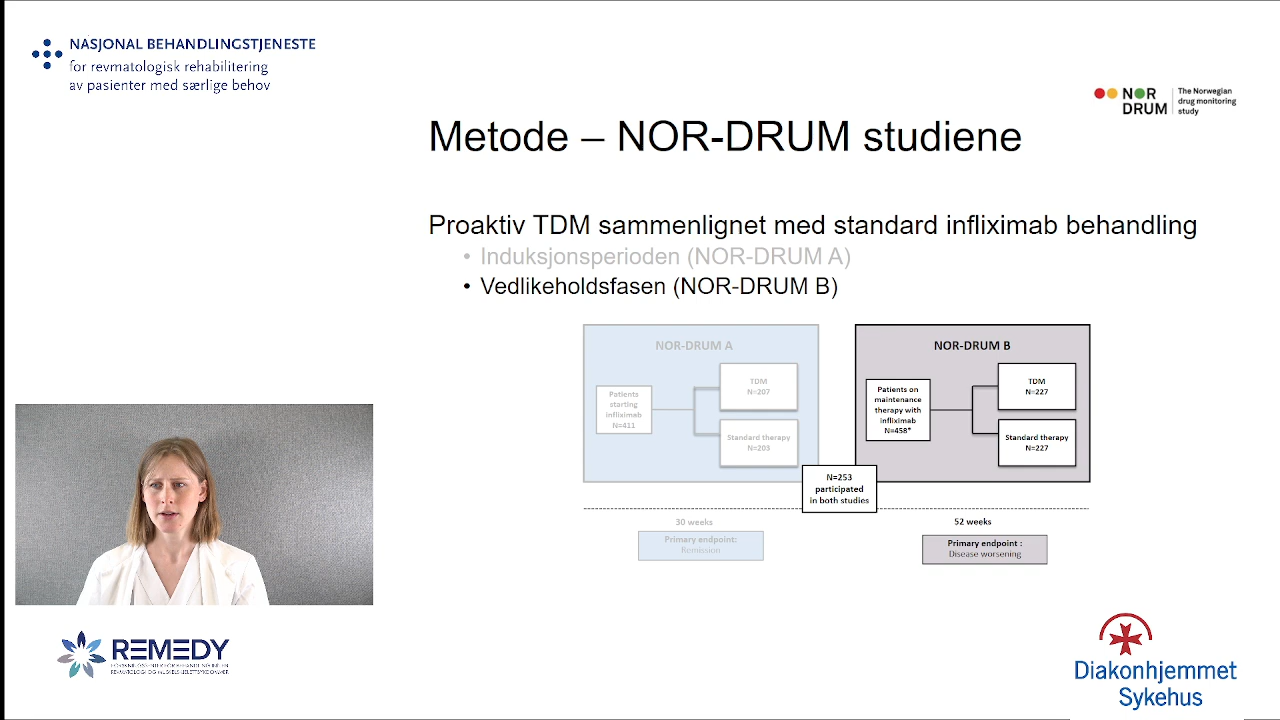 NASJONAL BEHANDLINGSTJENESTE
for revmatologisk rehabilitering
av pasienter med særlige behov
NOR
DRUM
The Norwegian
drug monitoring
study
Metode – NOR-DRUM studiene
Proaktiv TDM sammenlignet med standard infliximab behandling
• Induksjonsperioden (NOR-DRUM A)
• Vedlikeholdsfasen (NOR-DRUM B)
NOR-DRUM A
Patients
starting
infliximab
N=411
TDM
N=207
Standard therapy
N=203
NOR-DRUM B
Patients on
maintenance
therapy with
infliximab
N=458*
TDM
N=227
Standard therapy
N=227
N=253
participated
in both studies
30 weeks
Primary endpoint:
Remission
52 weeks
Primary endpoint :
Disease worsening
REMEDY
Diakonhjemmet
Sykehus